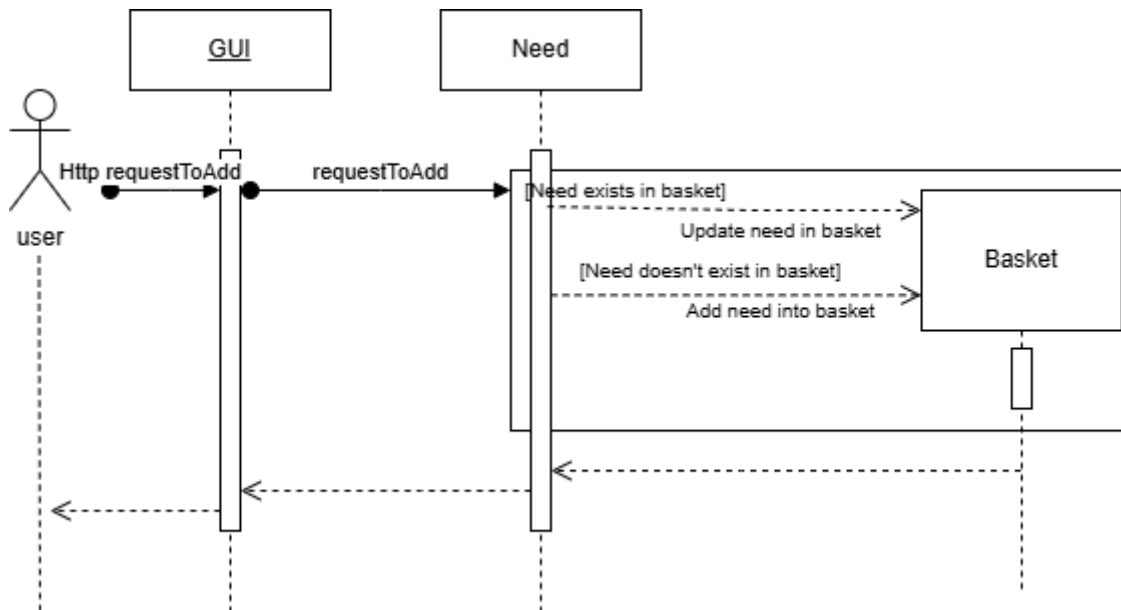 GUI
Need
Http requestToAdd
requestToAdd
[Need exists in basket]
Update need in basket
user
Basket
[Need doesn't exist in basket]
Add need into basket